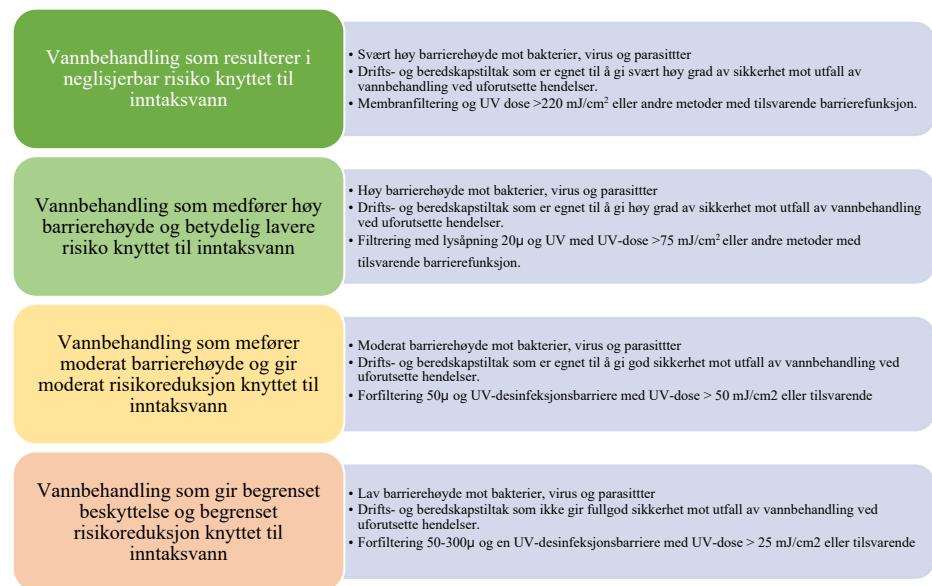 Vannbehandling som resulterer i
neglisjerbar risiko knyttet til
inntaksvann
• Svært høy barrierehøyde mot bakterier, virus og parasittter
• Drifts- og beredskapstiltak som er egnet til å gi svært høy grad av sikkerhet mot utfall av
vannbehandling ved uforutsette hendelser.
• Membranfiltering og UV dose >220 mJ/cm² eller andre metoder med tilsvarende barrierefunksjon.
Vannbehandling som medfører høy
barrierehøyde og betydelig lavere
risiko knyttet til inntaksvann
• Høy barrierehøyde mot bakterier, virus og parasittter
• Drifts- og beredskapstiltak som er egnet til å gi høy grad av sikkerhet mot utfall av vannbehandling
ved uforutsette hendelser.
• Filtrering med lysåpning 20µ og UV med UV-dose >75 mJ/cm² eller andre metoder med
tilsvarende barrierefunksjon.
Vannbehandling som mefører
moderat barrierehøyde og gir
moderat risikoreduksjon knyttet til
inntaksvann
• Moderat barrierehøyde mot bakterier, virus og parasittter
• Drifts- og beredskapstiltak som er egnet til å gi god sikkerhet mot utfall av vannbehandling ved
uforutsette hendelser.
• Forfiltering 50µ og UV-desinfeksjonsbarriere med UV-dose > 50 mJ/cm2 eller tilsvarende
Vannbehandling som gir begrenset
beskyttelse og begrenset
risikoreduksjon knyttet til
inntaksvann
• Lav barrierehøyde mot bakterier, virus og parasittter
• Drifts- og beredskapstiltak som ikke gir fullgod sikkerhet mot utfall av vannbehandling ved
uforutsette hendelser.
• Forfiltering 50-300µ og en UV-desinfeksjonsbarriere med UV-dose > 25 mJ/cm2 eller tilsvarende